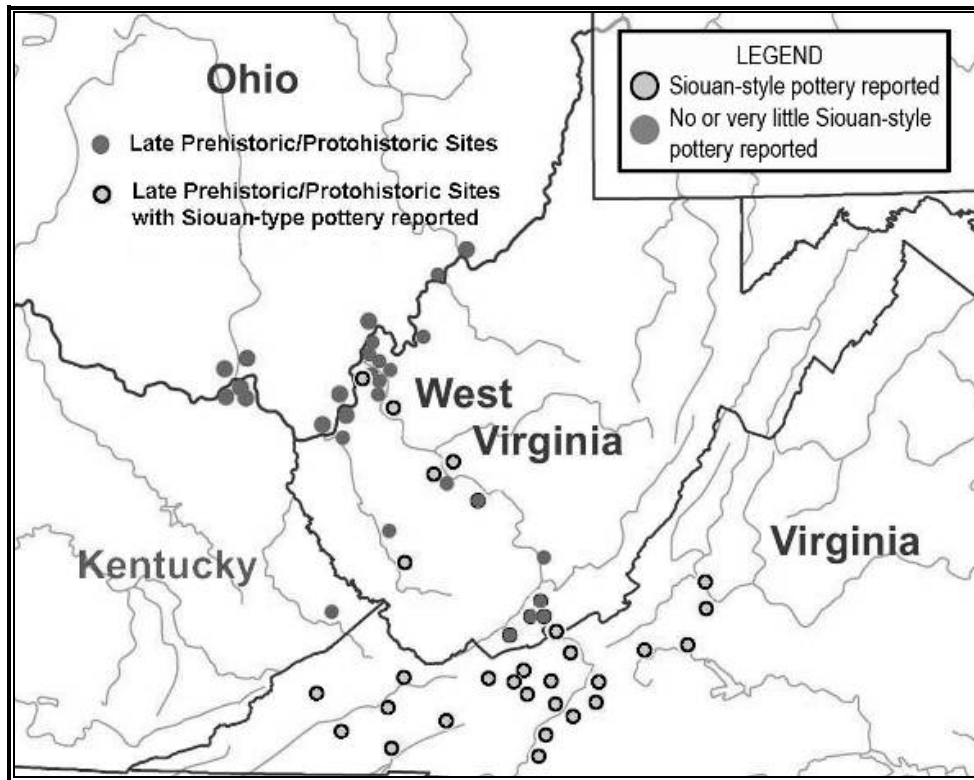 LEGEND
Siouan-style pottery reported
No or very little Siouan-style
pottery reported
Ohio
Late Prehistoric/Protohistoric Sites
Late Prehistoric/Protohistoric Sites
with Siouan-type pottery reported
West
Virginia
Virginia
Kentucky